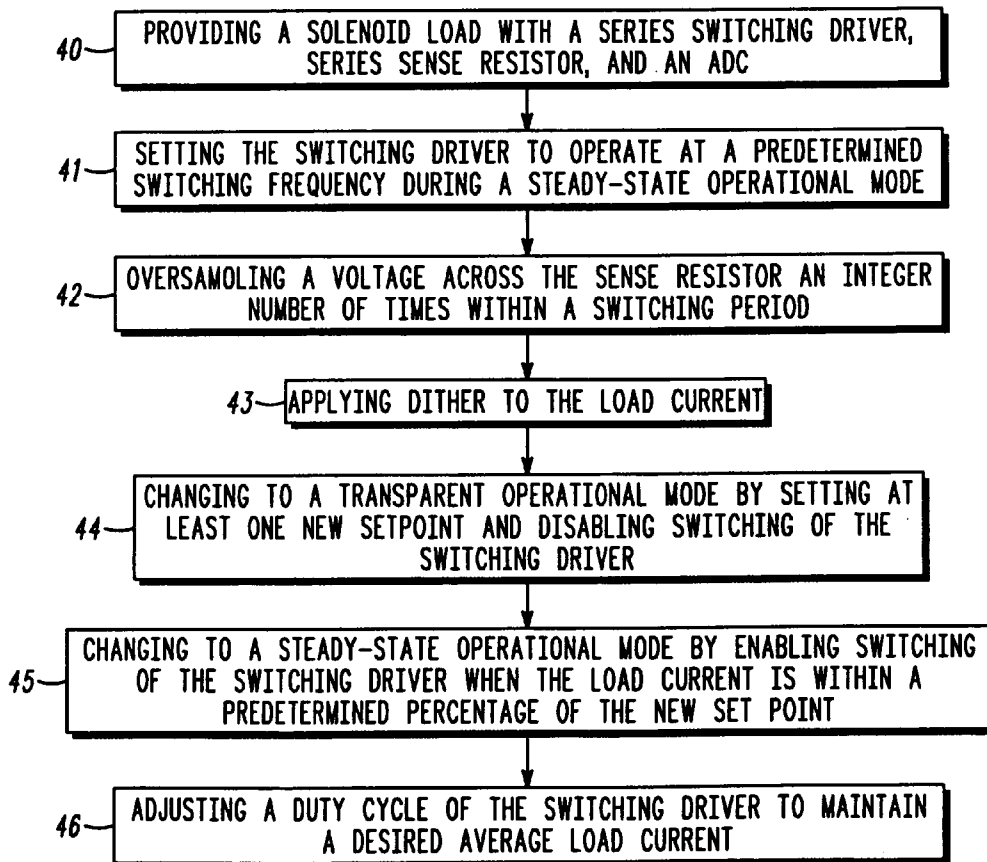 40
PROVIDING A SOLENOID LOAD WITH A SERIES SWITCHING DRIVER,
SERIES SENSE RESISTOR, AND AN ADC
41
SETTING THE SWITCHING DRIVER TO OPERATE AT A PREDETERMINED
SWITCHING FREQUENCY DURING A STEADY-STATE OPERATIONAL MODE
42
OVERSAMOLING A VOLTAGE ACROSS THE SENSE RESISTOR AN INTEGER
NUMBER OF TIMES WITHIN A SWITCHING PERIOD
43
APPLYING DITHER TO THE LOAD CURRENT
44
CHANGING TO A TRANSPARENT OPERATIONAL MODE BY SETTING AT
LEAST ONE NEW SETPOINT AND DISABLING SWITCHING OF THE
SWITCHING DRIVER
45
CHANGING TO A STEADY-STATE OPERATIONAL MODE BY ENABLING SWITCHING
OF THE SWITCHING DRIVER WHEN THE LOAD CURRENT IS WITHIN A
PREDETERMINED PERCENTAGE OF THE NEW SET POINT
46
ADJUSTING A DUTY CYCLE OF THE SWITCHING DRIVER TO MAINTAIN
A DESIRED AVERAGE LOAD CURRENT